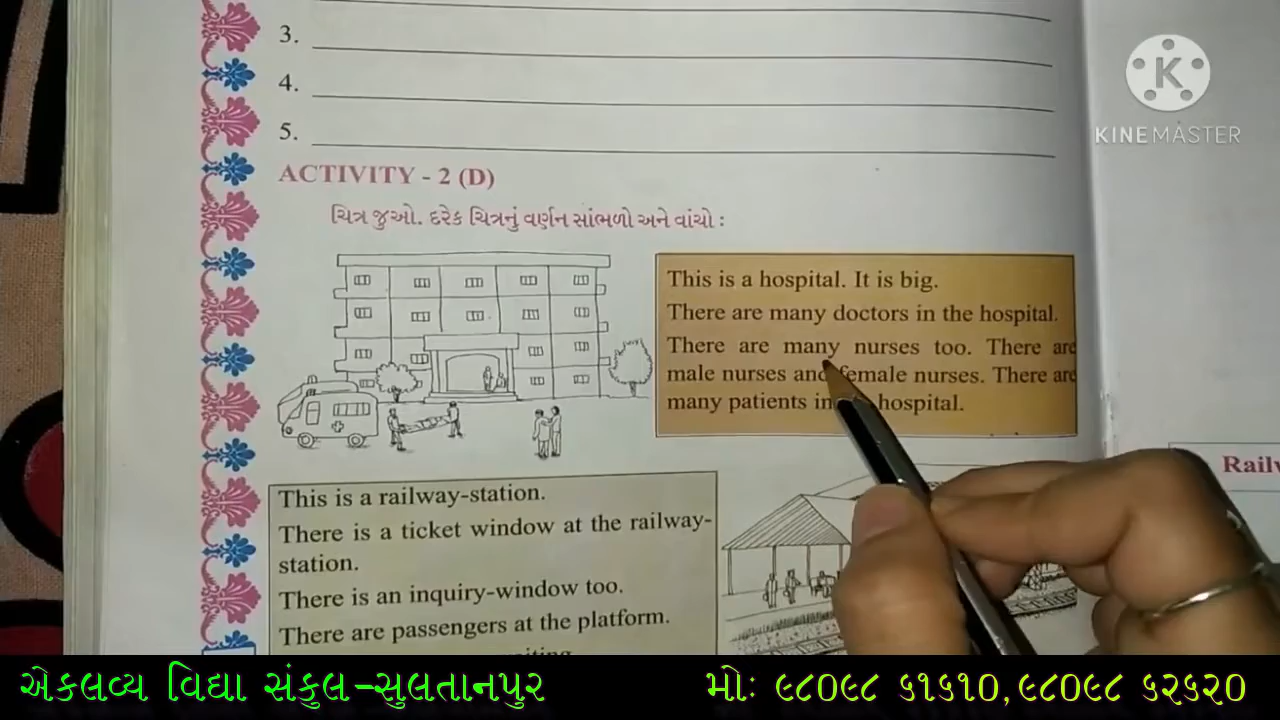 3.
4.
5.
KINEMASTER
ACTIVITY - 2 (D)
ચિત્ર જુઓ. દરેક ચિત્રનું વર્ણન સાંભળો અને વાંચો :
This is a hospital. It is big.
There are many doctors in the hospital.
There are many nurses too. There are
male nurses and female nurses. There are
many patients in hospital.
This is a railway-station.
There is a ticket window at the railway-
station.
There is an inquiry-window too.
There are passengers at the platform.
એકલવ્ય વિદ્યા સંકુલ-સુલતાનપુર
મોઃ ૯૮૦૯૮ ૬૧૬૧૦,૯૮૦૯૮ ૬૨૬૨૦